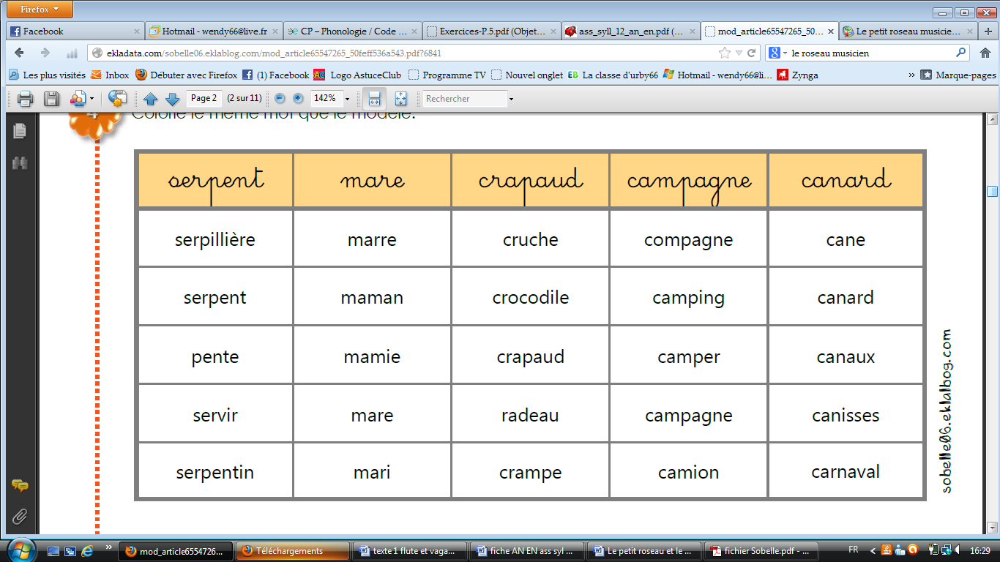 Firefox
Facebook
Hotmail - wendy66@live.fr
CP – Phonologie / Code ...
Exercices-P.5.pdf (Objet...
ass_syll_12_an_en.pdf (...
mod_article65547265_50...
Le petit roseau musicie...
ekladata.com/sobelle06.eklablog.com/mod_article65547265_50feff536a543.pdf?6841
le roseau musicien
Les plus visités
Inbox
Débuter avec Firefox
(1) Facebook
Logo AstuceClub
Programme TV
Nouvel onglet
La classe d'urby66
Hotmail - wendy66@li...
Zynga
»
Marque-pages
Page 2
(2 sur 11)
142%
Rechercher
Colorie le même mot que le modèle.
serpent mare crapaud campagne canard
serpillière marre cruche compagne cane
serpent maman crocodile camping canard
pente mamie crapaud camper canaux
servir mare radeau campagne canisses
serpentin mari crampe camion carnaval
sobelle06.eklalbog.com
»
mod_article6554726...
Téléchargements
texte 1 flute et vaga...
fiche AN EN ass syl ...
Le petit roseau et le ...
fichier Sobelle.pdf - ...
FR
16:29